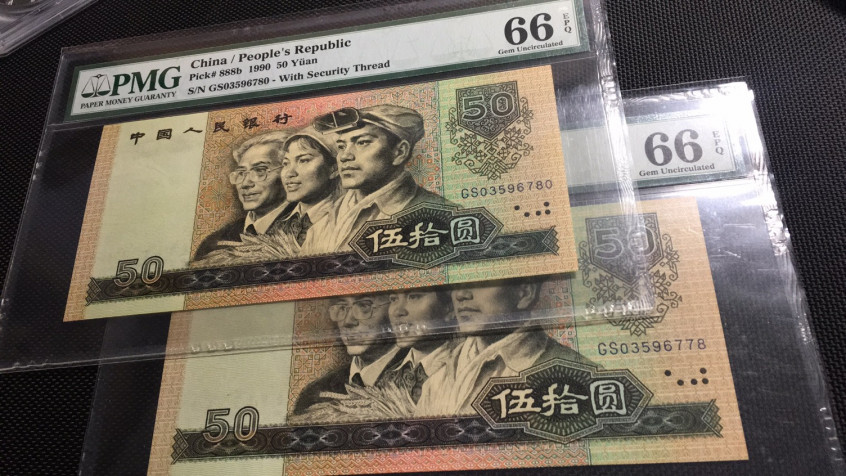 PMG
PAPER MONEY GUARANTY
China / People's Republic
Pick# 888b 1990 50 Yüan
S/N GS03596780 - With Security Thread
66 EPQ
Gem Uncirculated
中国人民银行
50
GS03596780
伍拾圆
50
66 EPQ
Gem Uncirculated
50
GS03596778
伍拾圆
50